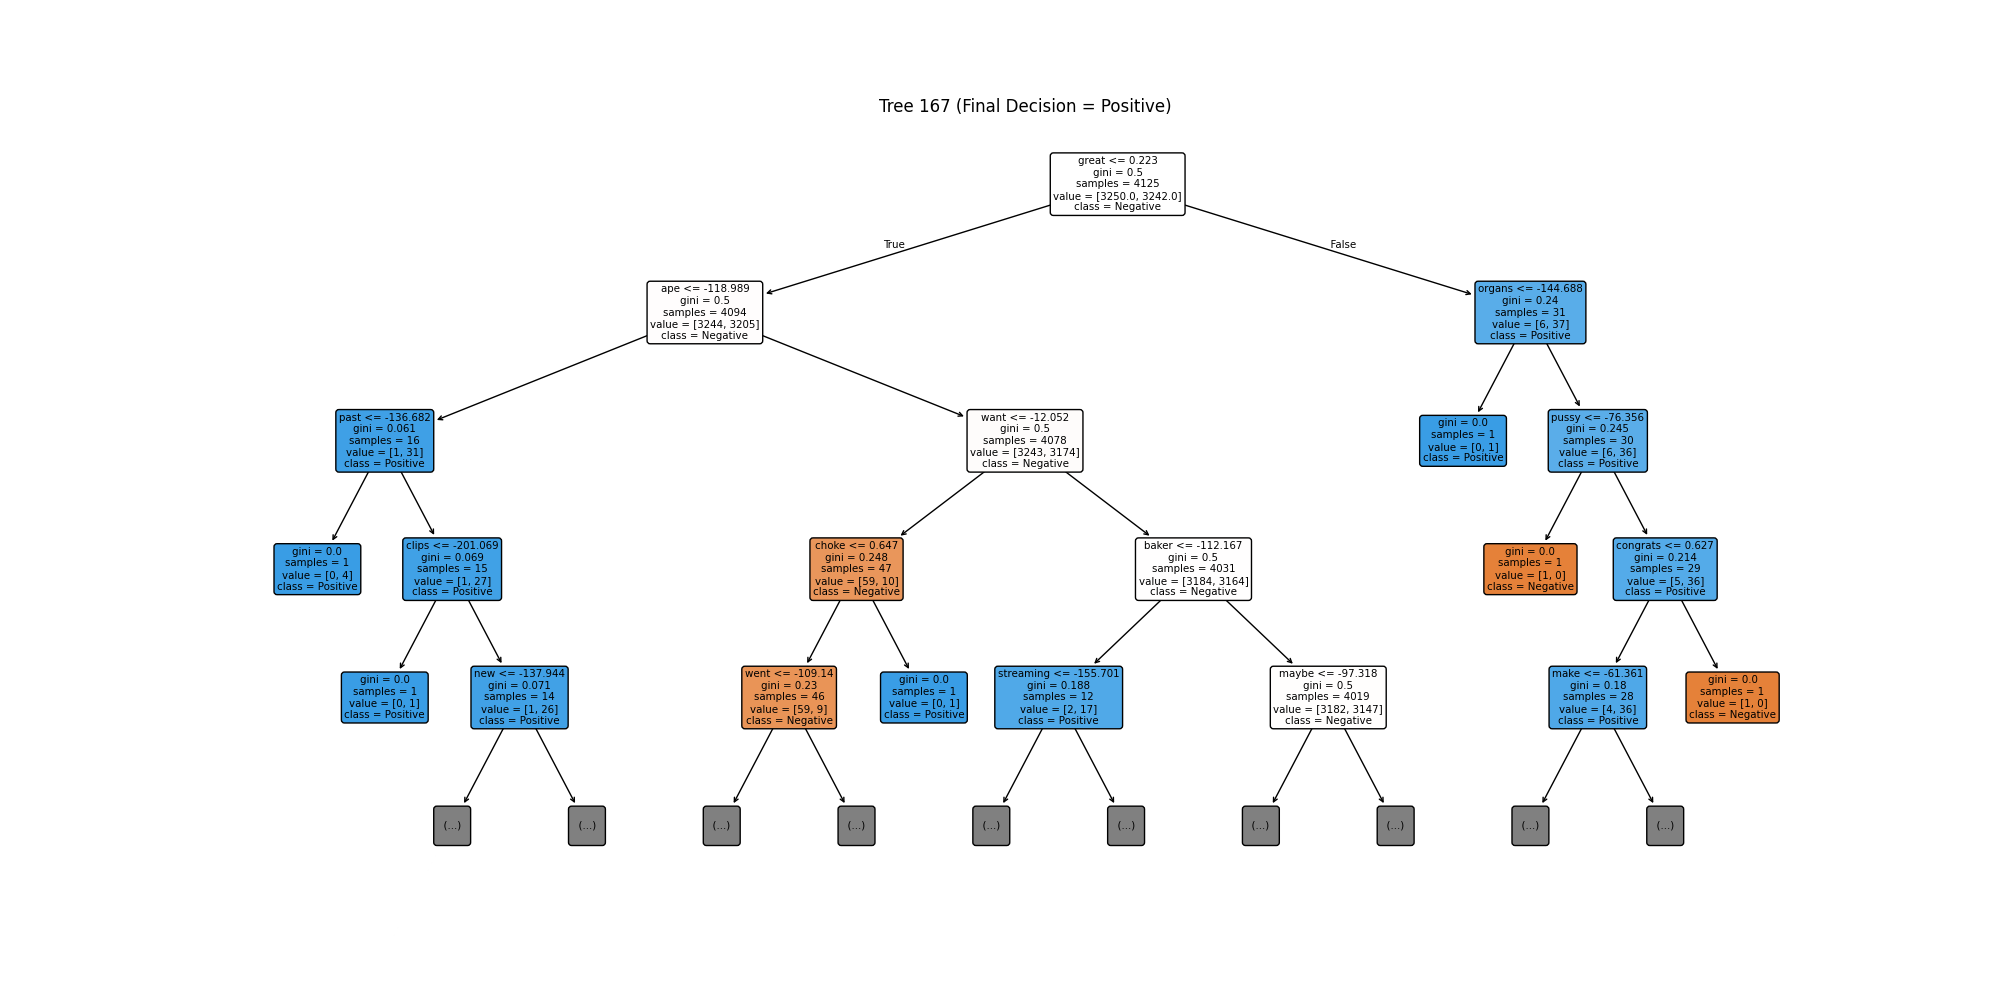 Tree 167 (Final Decision = Positive)
great <= 0.223
gini = 0.5
samples = 4125
value = [3250.0, 3242.0]
class = Negative
True
False
ape <= -118.989
gini = 0.5
samples = 4094
value = [3244, 3205]
class = Negative
organs <= -144.688
gini = 0.24
samples = 31
value = [6, 37]
class = Positive
past <= -136.682
gini = 0.061
samples = 16
value = [1, 31]
class = Positive
want <= -12.052
gini = 0.5
samples = 4078
value = [3243, 3174]
class = Negative
gini = 0.0
samples = 1
value = [0, 1]
class = Positive
pussy <= -76.356
gini = 0.245
samples = 30
value = [6, 36]
class = Positive
gini = 0.0
samples = 1
value = [0, 4]
class = Positive
clips <= -201.069
gini = 0.069
samples = 15
value = [1, 27]
class = Positive
choke <= 0.647
gini = 0.248
samples = 47
value = [59, 10]
class = Negative
baker <= -112.167
gini = 0.5
samples = 4031
value = [3184, 3164]
class = Negative
gini = 0.0
samples = 1
value = [1, 0]
class = Negative
congrats <= 0.627
gini = 0.214
samples = 29
value = [5, 36]
class = Positive
gini = 0.0
samples = 1
value = [0, 1]
class = Positive
new <= -137.944
gini = 0.071
samples = 14
value = [1, 26]
class = Positive
went <= -109.14
gini = 0.23
samples = 46
value = [59, 9]
class = Negative
gini = 0.0
samples = 1
value = [0, 1]
class = Positive
streaming <= -155.701
gini = 0.188
samples = 12
value = [2, 17]
class = Positive
maybe <= -97.318
gini = 0.5
samples = 4019
value = [3182, 3147]
class = Negative
make <= -61.361
gini = 0.18
samples = 28
value = [4, 36]
class = Positive
gini = 0.0
samples = 1
value = [1, 0]
class = Negative
(...)
(...)
(...)
(...)
(...)
(...)
(...)
(...)
(...)
(...)